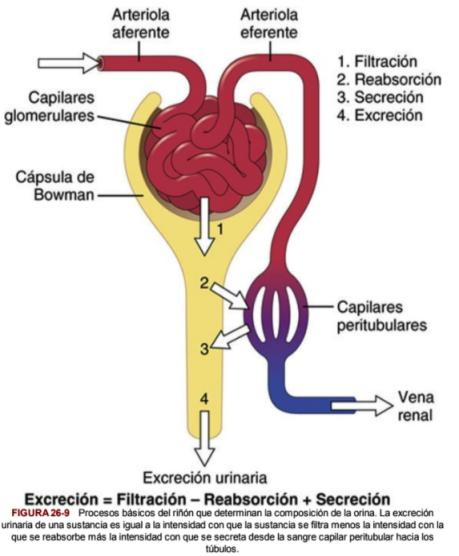 Arteriola
aferente
Arteriola
eferente
1. Filtración
2. Reabsorción
3. Secreción
4. Excreción
Capilares
glomerulares
Cápsula de
Bowman
1
2
3
4
Capilares
peritubulares
Vena
renal
Excreción urinaria
Excreción = Filtración – Reabsorción + Secreción
FIGURA 26-9 Procesos básicos del riñón que determinan la composición de la orina. La excreción
urinaria de una sustancia es igual a la intensidad con que la sustancia se filtra menos la intensidad con la
que se reabsorbe más la intensidad con que se secreta desde la sangre capilar peritubular hacia los
túbulos.